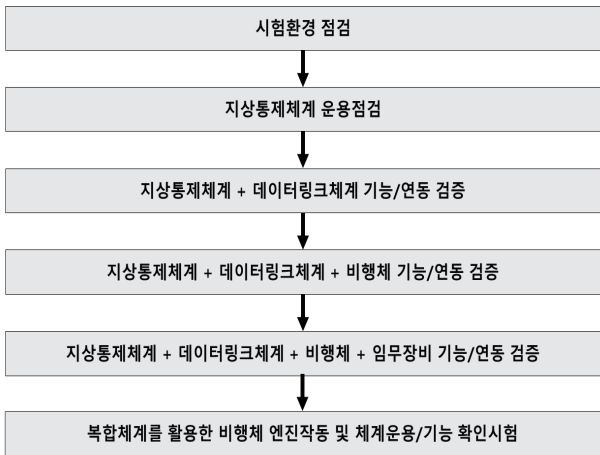 시험환경 점검
지상통제체계 운용점검
지상통제체계 + 데이터링크체계 기능/연동 검증
지상통제체계 + 데이터링크체계 + 비행체 기능/연동 검증
지상통제체계 + 데이터링크체계 + 비행체 + 임무장비 기능/연동 검증
복합체계를 활용한 비행체 엔진작동 및 체계운용/기능 확인시험